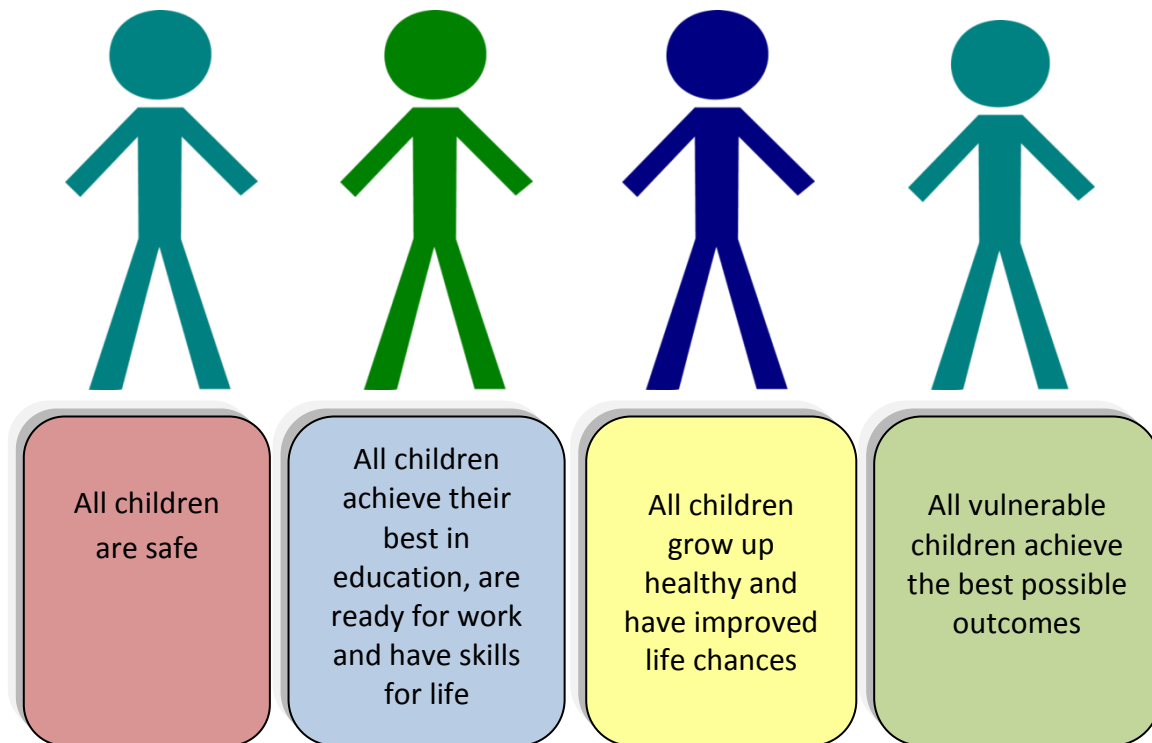 All children
are safe
All children
achieve their
best in
education, are
ready for work
and have skills
for life
All children
grow up
healthy and
have improved
life chances
All vulnerable
children achieve
the best possible
outcomes